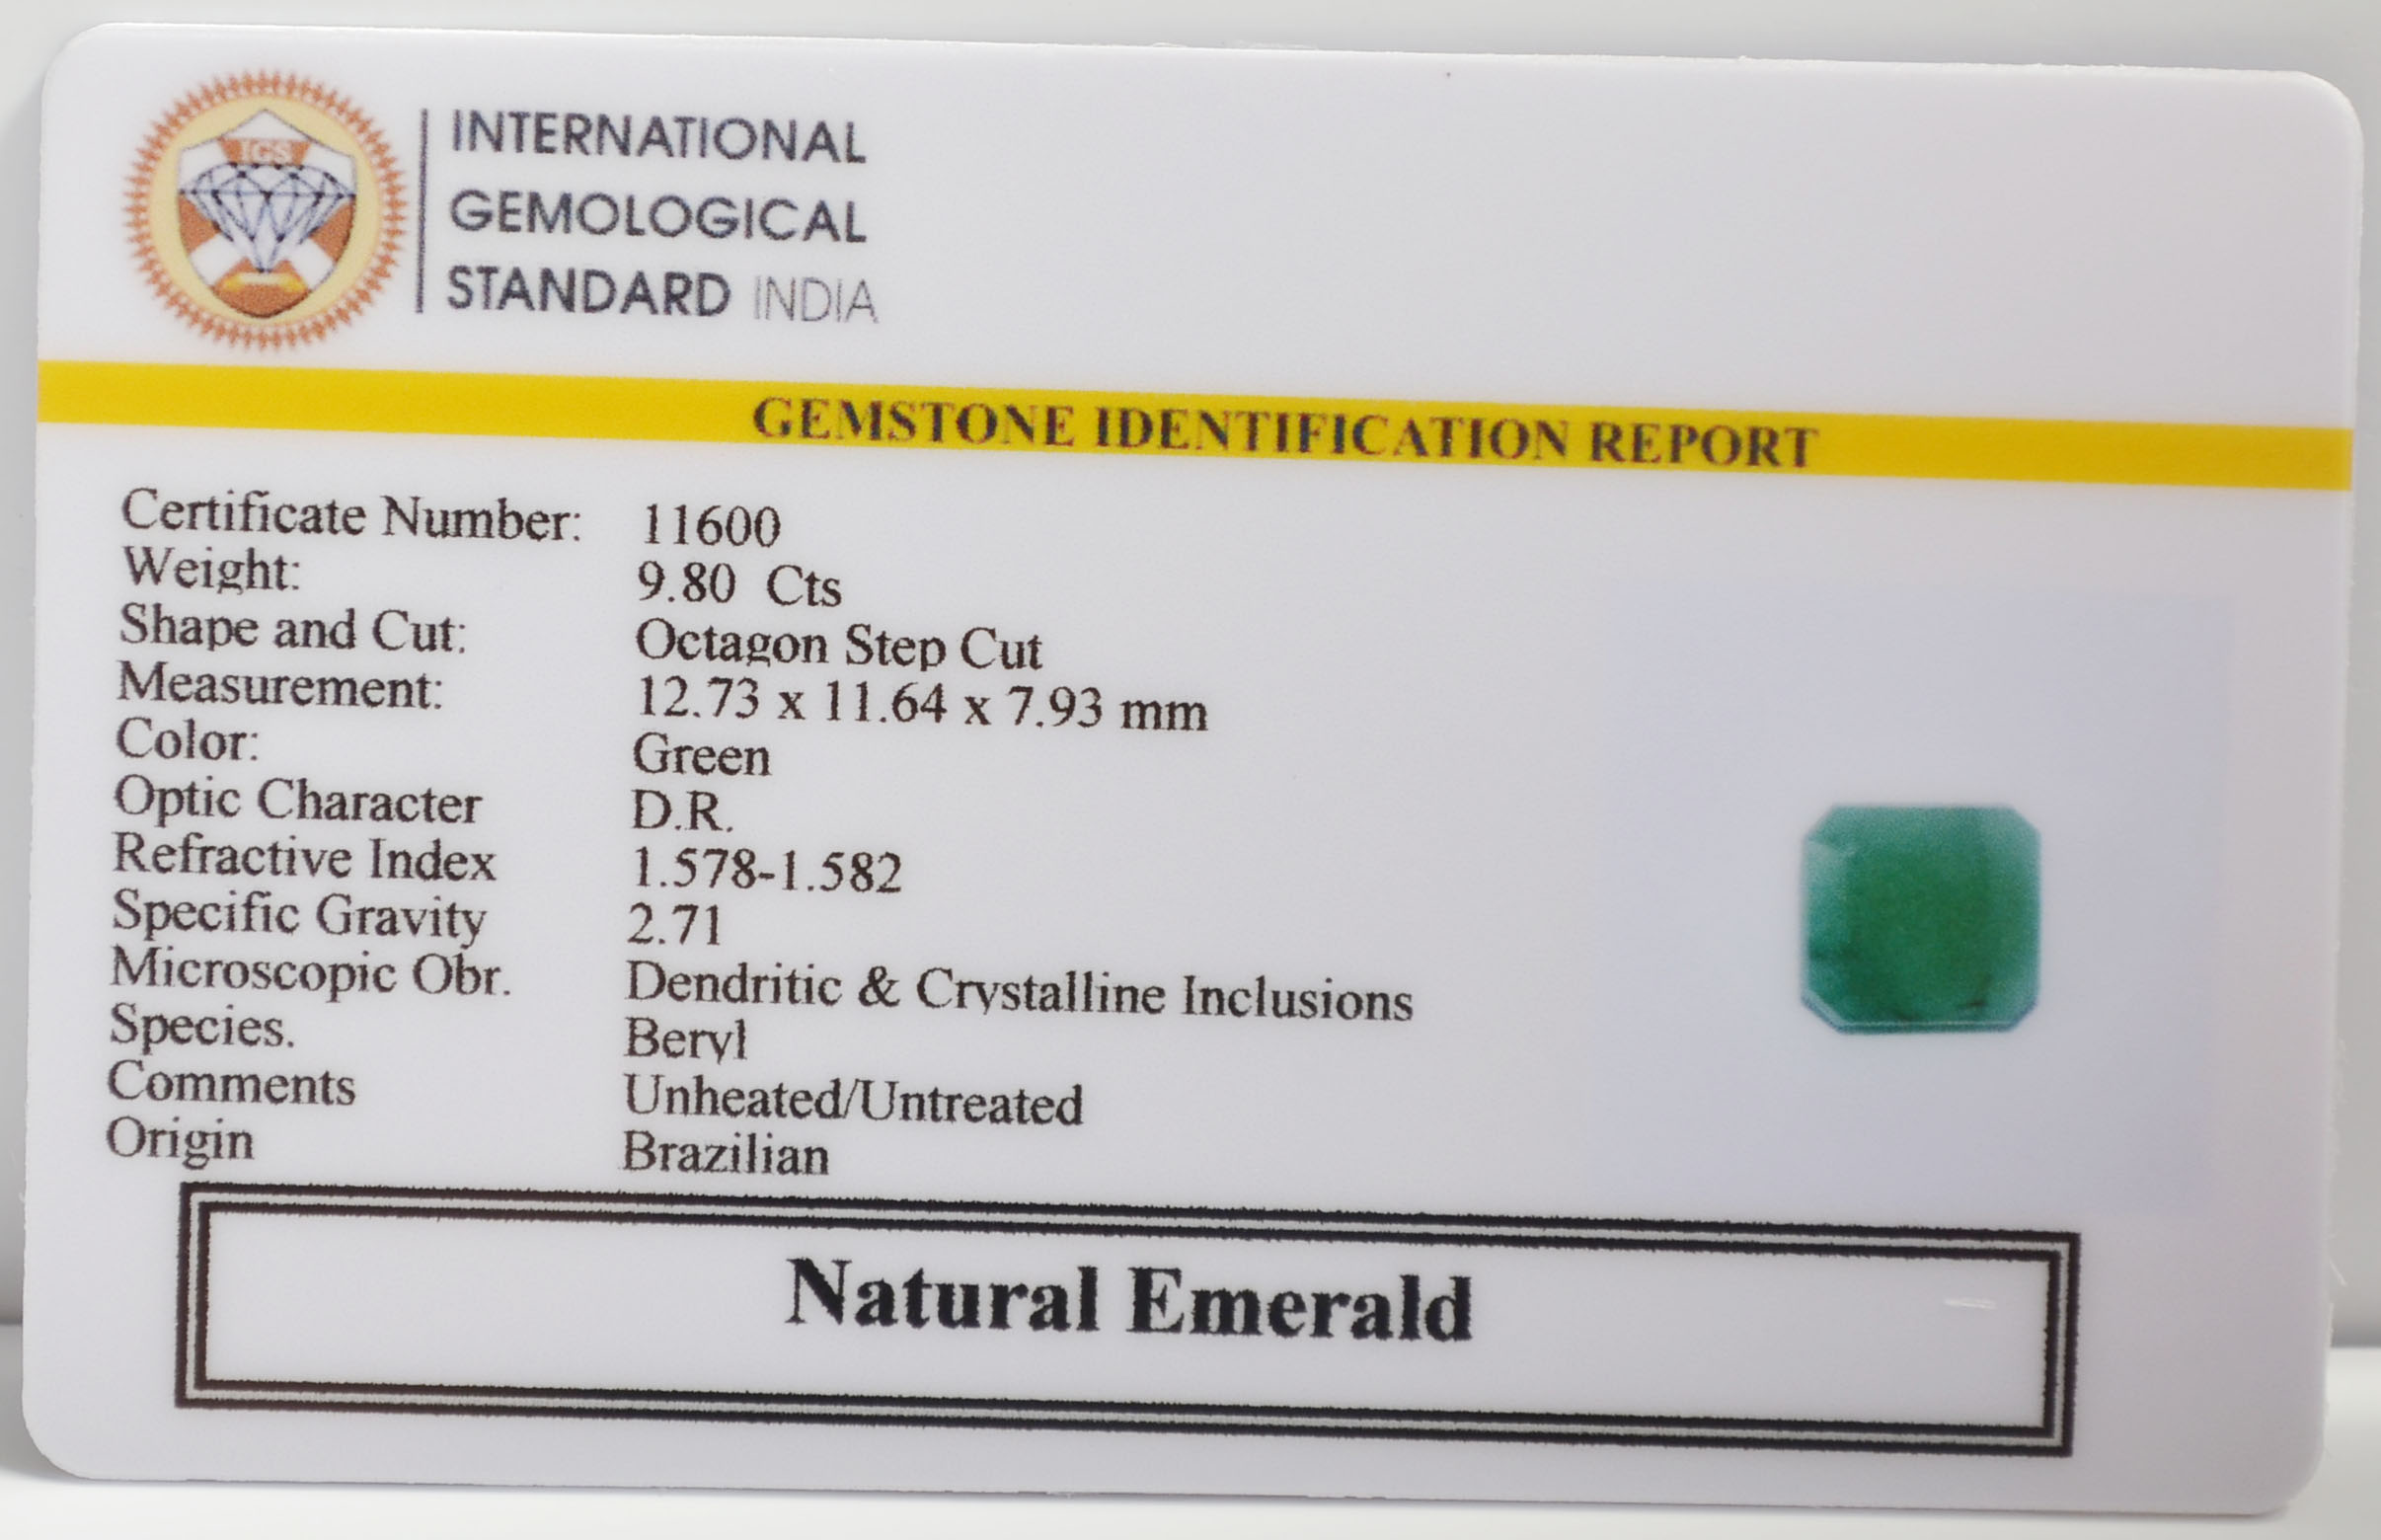 IGS
INTERNATIONAL
GEMOLOGICAL
STANDARD INDIA
GEMSTONE IDENTIFICATION REPORT
Certificate Number: 11600
Weight: 9.80 Cts
Shape and Cut: Octagon Step Cut
Measurement: 12.73 x 11.64 x 7.93 mm
Color: Green
Optic Character D.R.
Refractive Index 1.578-1.582
Specific Gravity 2.71
Microscopic Obr. Dendritic & Crystalline Inclusions
Species. Beryl
Comments Unheated/Untreated
Origin Brazilian
Natural Emerald